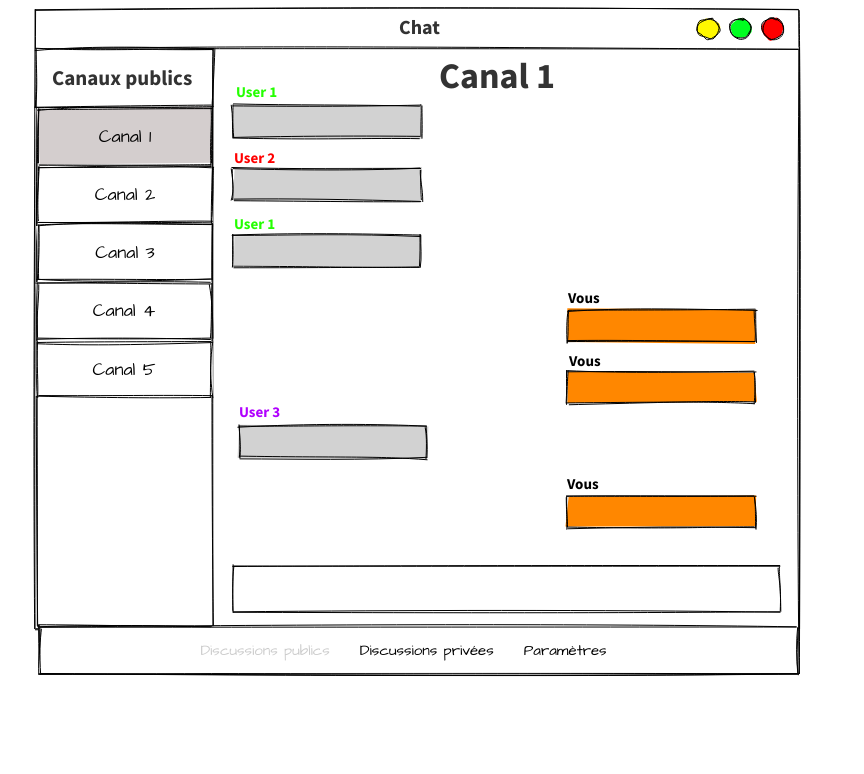 Chat
Canaux publics
Canal 1
Canal 2
Canal 3
Canal 4
Canal 5
Canal 1
User 1
User 2
User 1
Vous
Vous
User 3
Vous
Discussions publics
Discussions privées
Paramètres